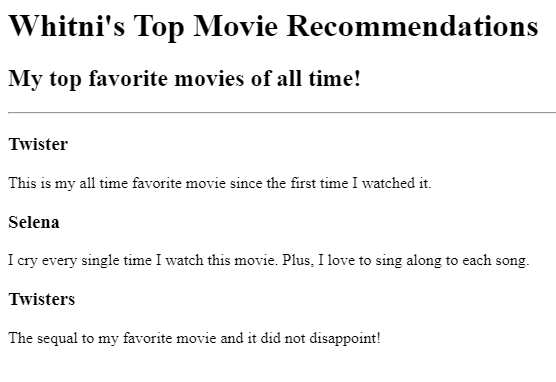 Whitni's Top Movie Recommendations
My top favorite movies of all time!
Twister
This is my all time favorite movie since the first time I watched it.
Selena
I cry every single time I watch this movie. Plus, I love to sing along to each song.
Twisters
The sequal to my favorite movie and it did not disappoint!